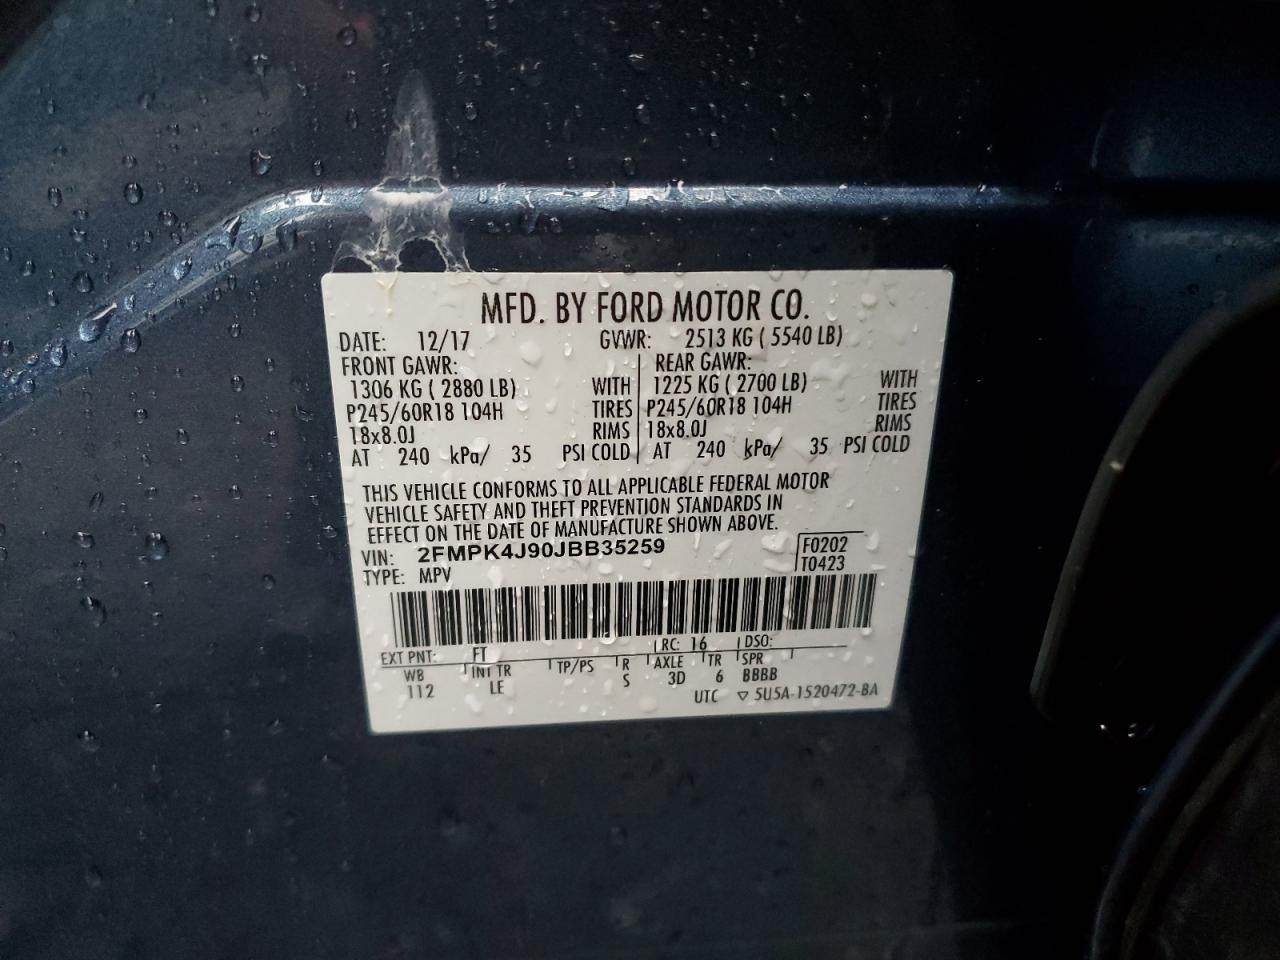 MFD. BY FORD MOTOR CO.
DATE: 12/17 GVWR: 2513 KG ( 5540 LB)
FRONT GAWR: REAR GAWR:
1306 KG ( 2880 LB) WITH 1225 KG ( 2700 LB) WITH
P245/60R18 104H TIRES P245/60R18 104H TIRES
18x8.0J RIMS 18x8.0J RIMS
AT 240 kPa/ 35 PSI COLD AT 240 kPa/ 35 PSI COLD
THIS VEHICLE CONFORMS TO ALL APPLICABLE FEDERAL MOTOR
VEHICLE SAFETY AND THEFT PREVENTION STANDARDS IN
EFFECT ON THE DATE OF MANUFACTURE SHOWN ABOVE.
VIN: 2FMPK4J90JBB35259 F0202
TYPE: MPV T0423
EXT PNT: FT RC: 16 DSO:
WB INT TR TP/PS R AXLE TR SPR
112 LE S 3D 6 BBBB
UTC ▽ 5U5A-1520472-BA